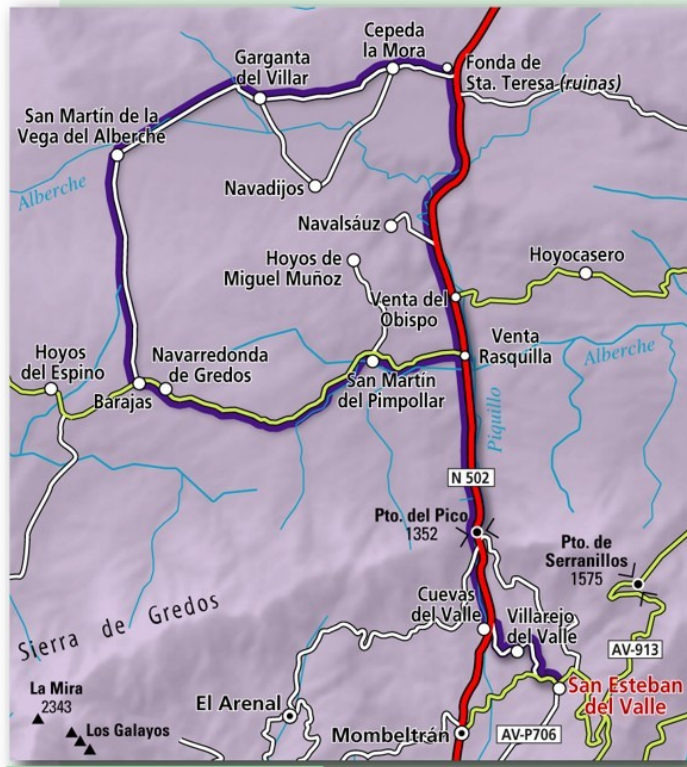 Cepeda
la Mora
Garganta
del Villar
Fonda de
Sta. Teresa (ruinas)
San Martín de la
Vega del Alberche
Alberche
Navadijos
Navalsáuz
Hoyos de
Miguel Muñoz
Hoyocasero
Venta del
Obispo
Venta
Rasquilla
Alberche
Hoyos
del Espino
Navarredonda
de Gredos
Barajas
San Martín
del Pimpollar
Piquillo
N 502
Pto. del Pico
1352
Pto. de
Serranillos
1575
Cuevas
del Valle
Villarejo
del Valle
Sierra de Gredos
AV-913
La Mira
2343
Los Galayos
El Arenal
San Esteban
del Valle
Mombeltrán
AV-P706